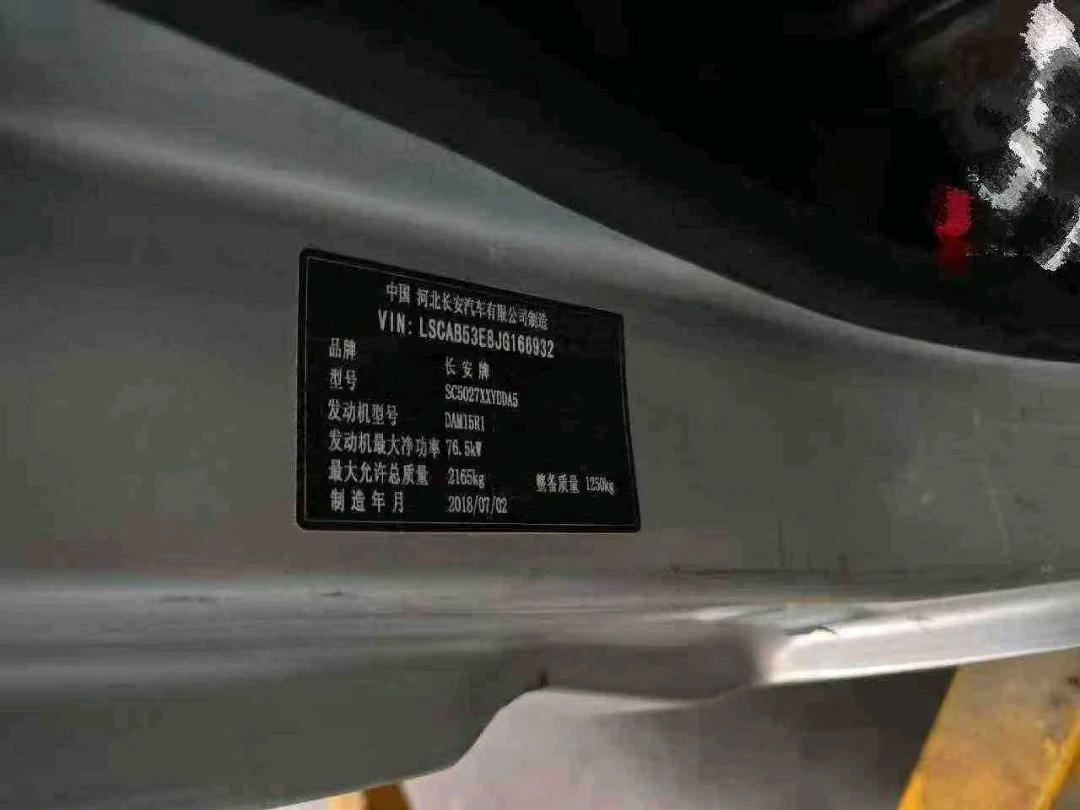 中国 河北长安汽车有限公司制造
VIN: LSCAB53E8JG166932
品牌 长安牌
型号 SC5027XXYDDA5
发动机型号 DAM15R1
发动机最大净功率 76.5kW
最大允许总质量 2165kg 整备质量 1250kg
制造年月 2018/07/02